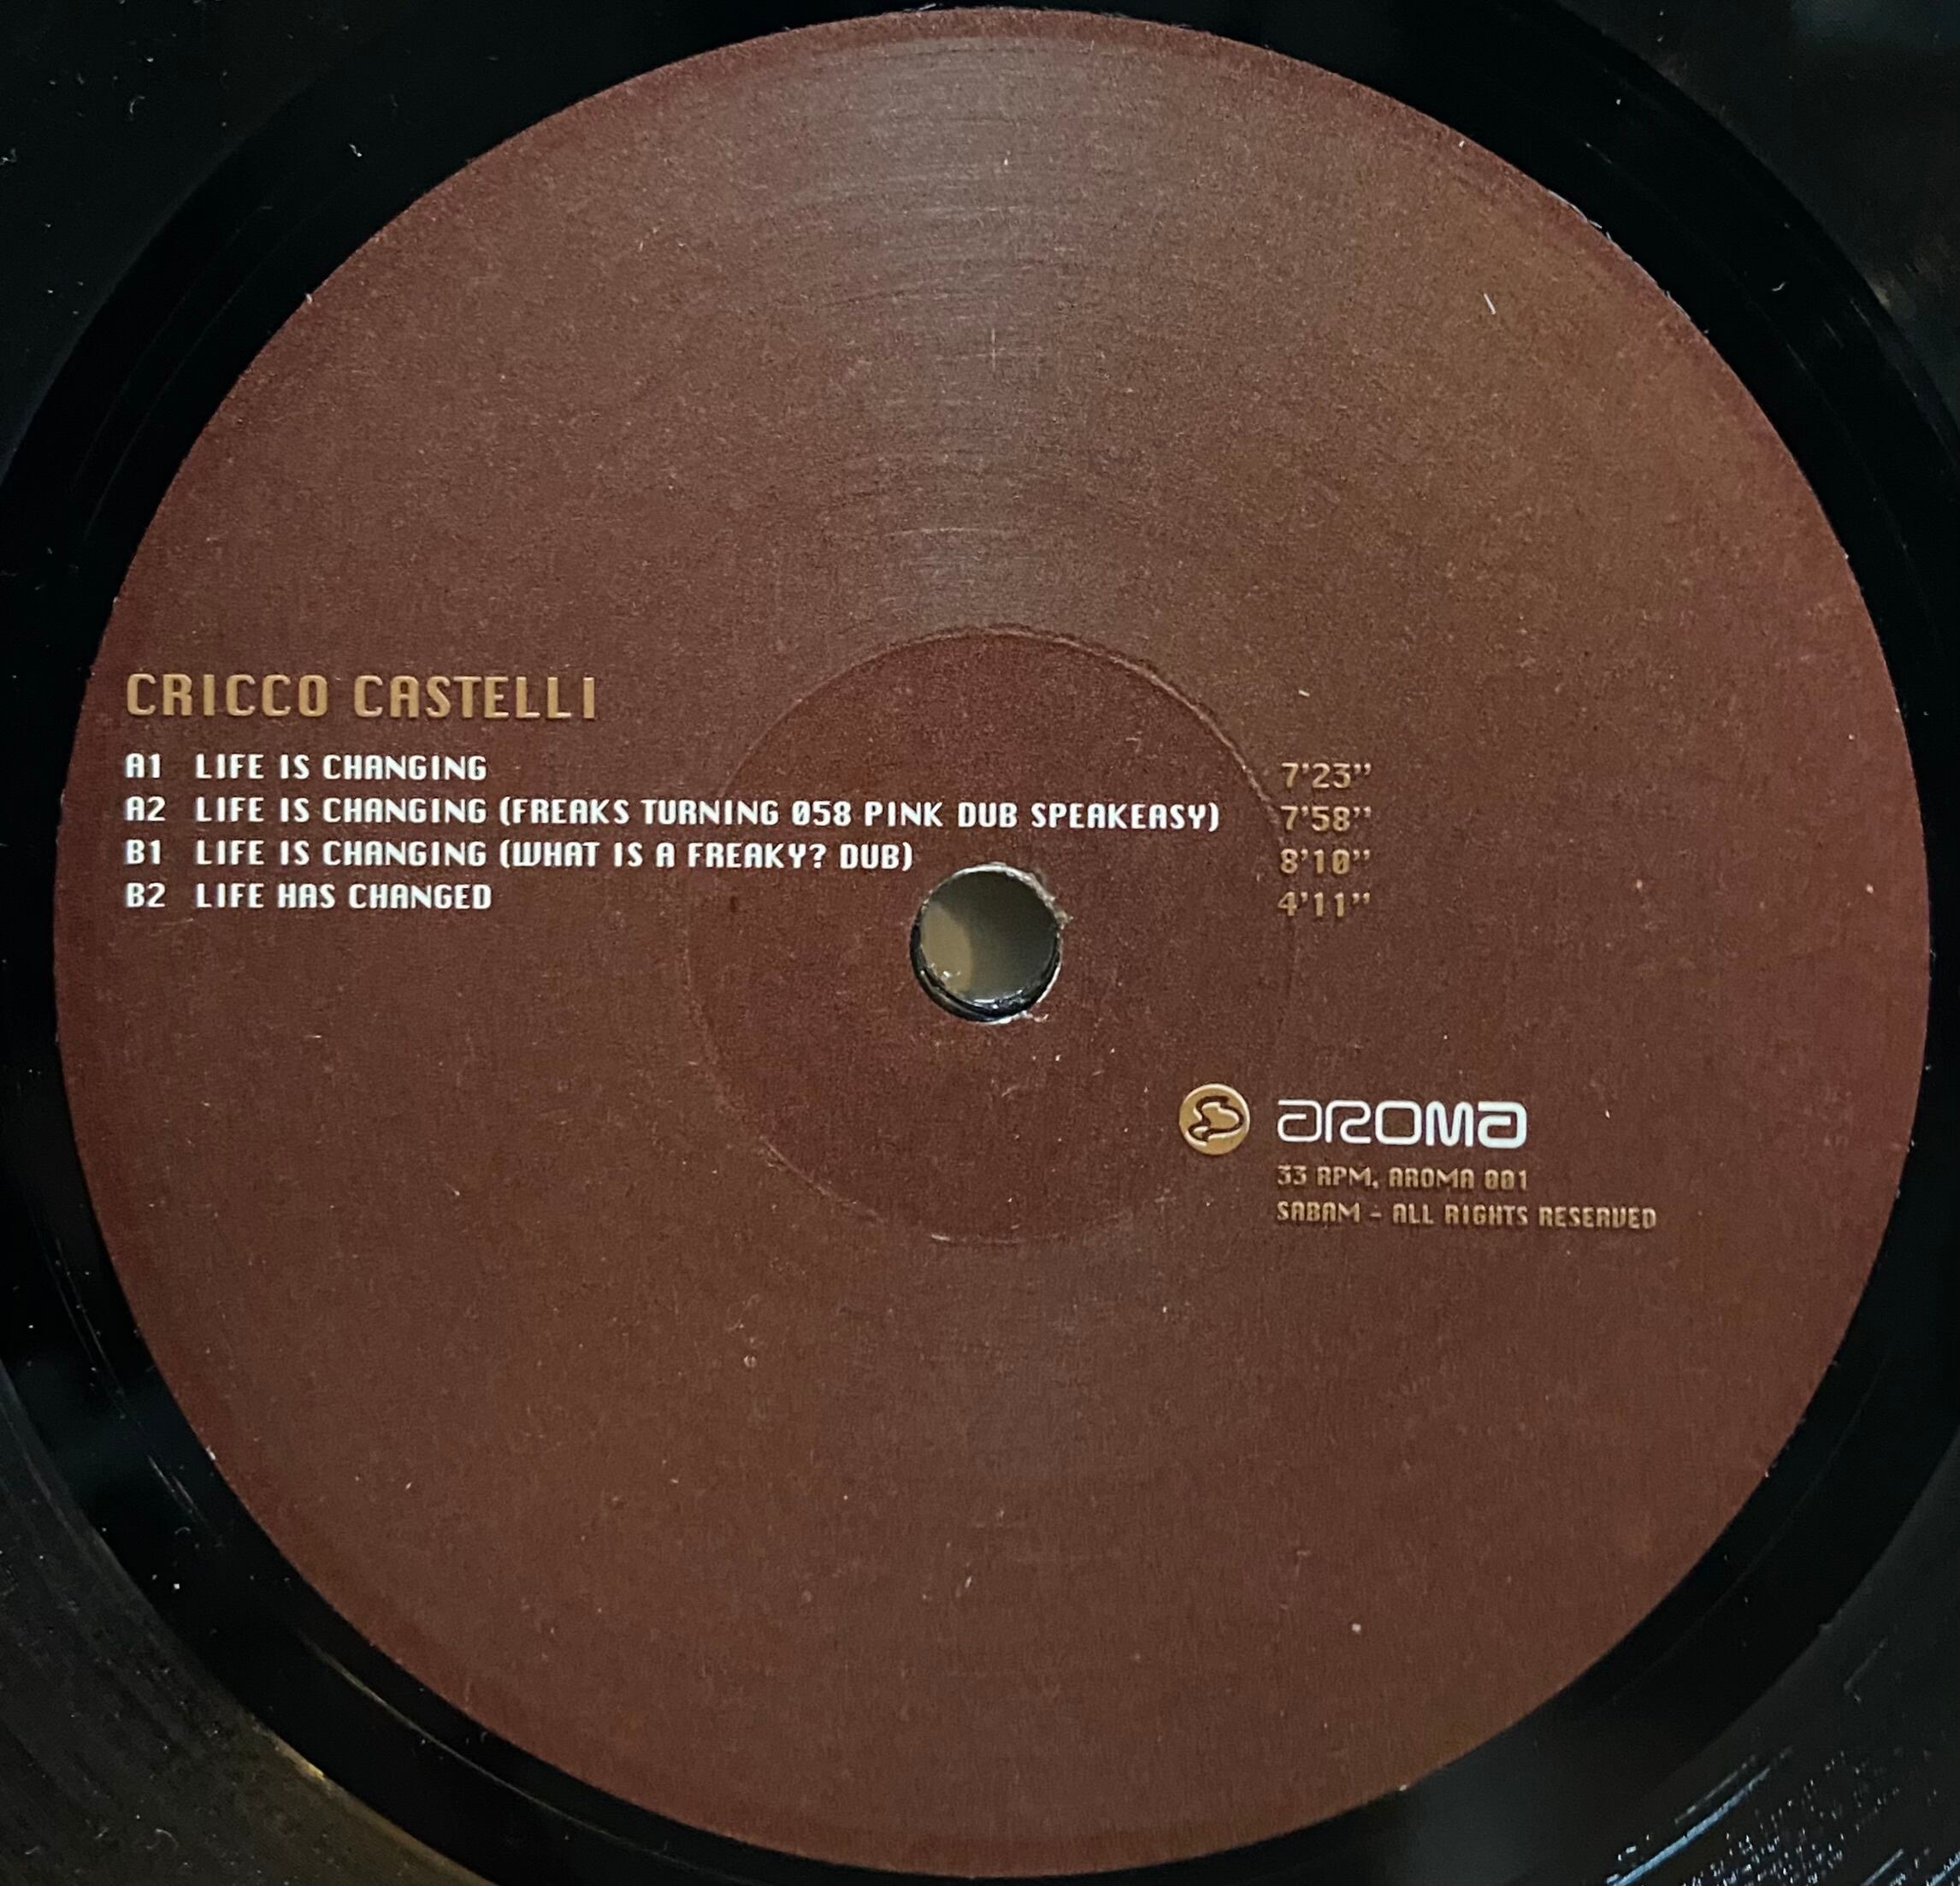 CRICCO CASTELLI
A1 LIFE IS CHANGING 7'23"
A2 LIFE IS CHANGING (FREAKS TURNING 058 PINK DUB SPEAKEASY) 7'58"
B1 LIFE IS CHANGING (WHAT IS A FREAKY? DUB) 8'10"
B2 LIFE HAS CHANGED 4'11"
AROMA
33 RPM, AROMA 001
SABAM - ALL RIGHTS RESERVED